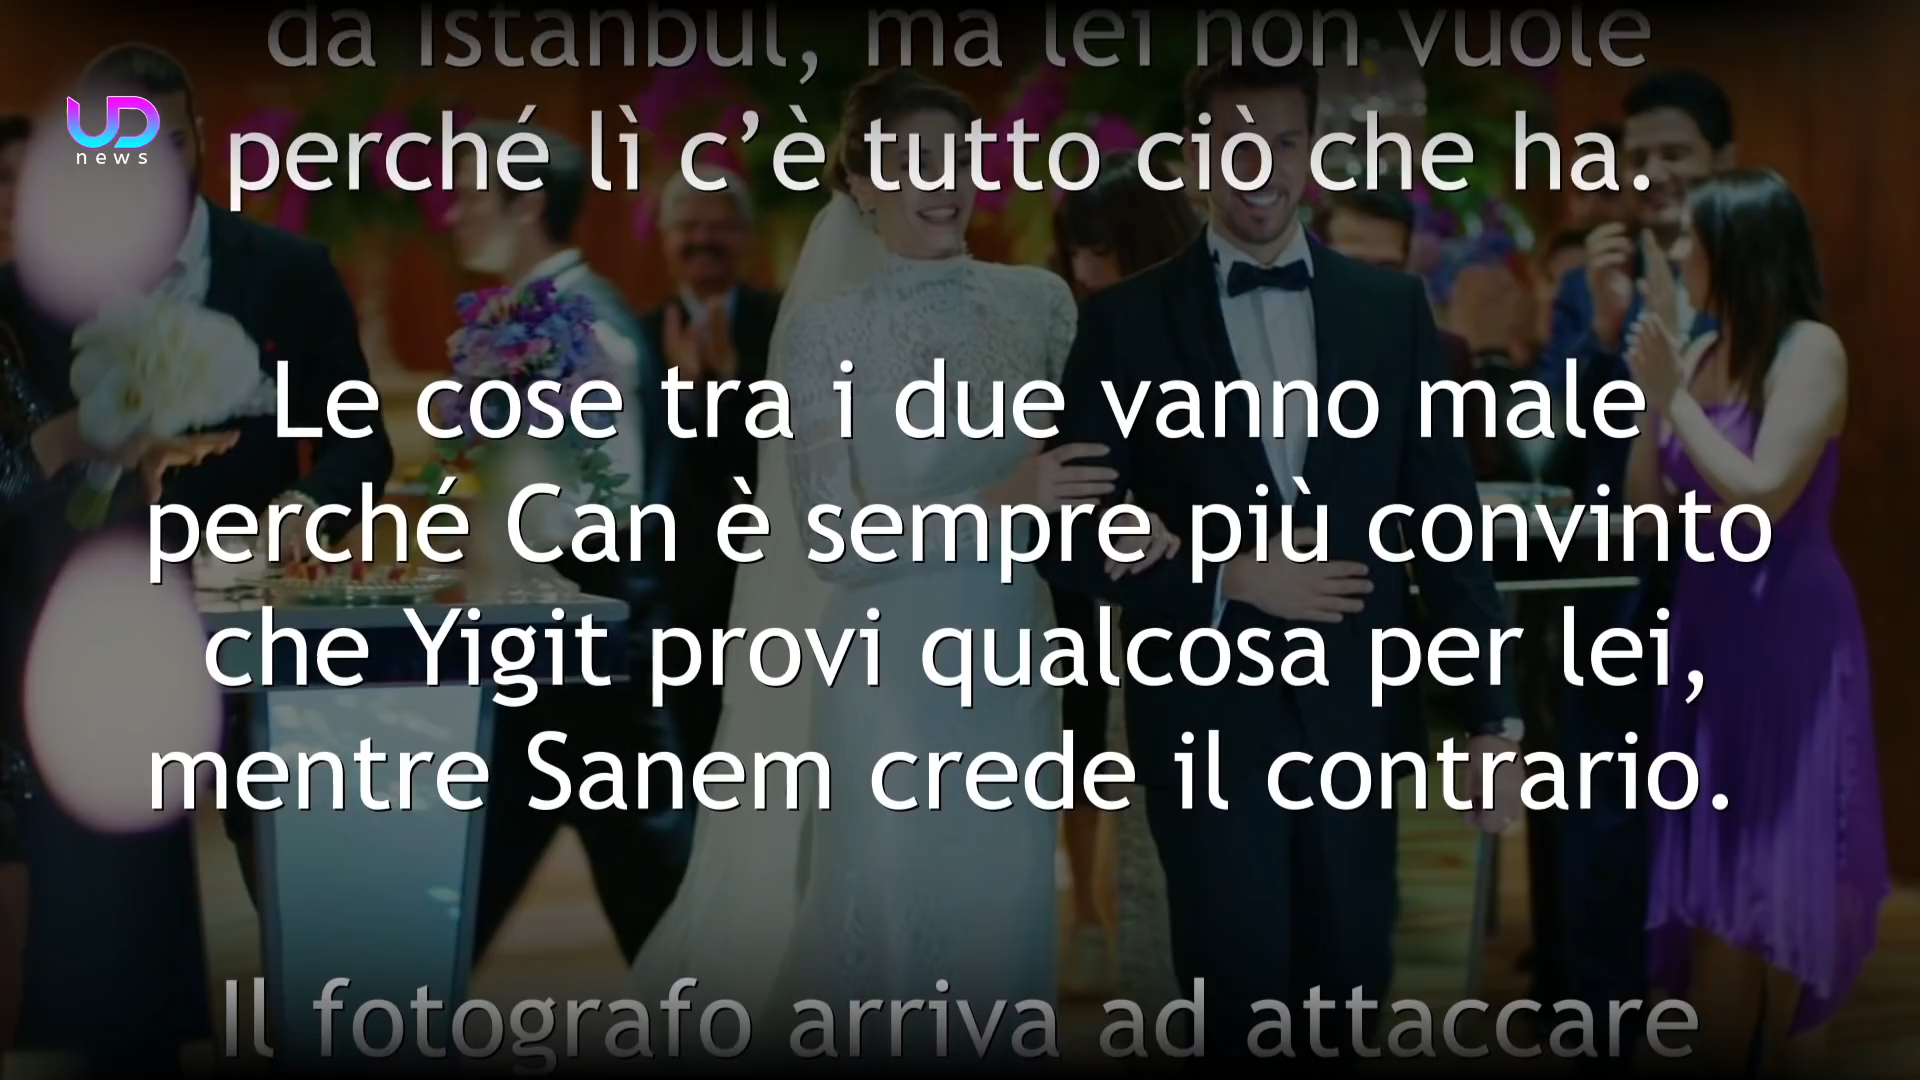 da Istanbul, ma lei non vuole
UD
news
perché lì c’è tutto ciò che ha.
Le cose tra i due vanno male
perché Can è sempre più convinto
che Yigit provi qualcosa per lei,
mentre Sanem crede il contrario.
Il fotografo arriva ad attaccare